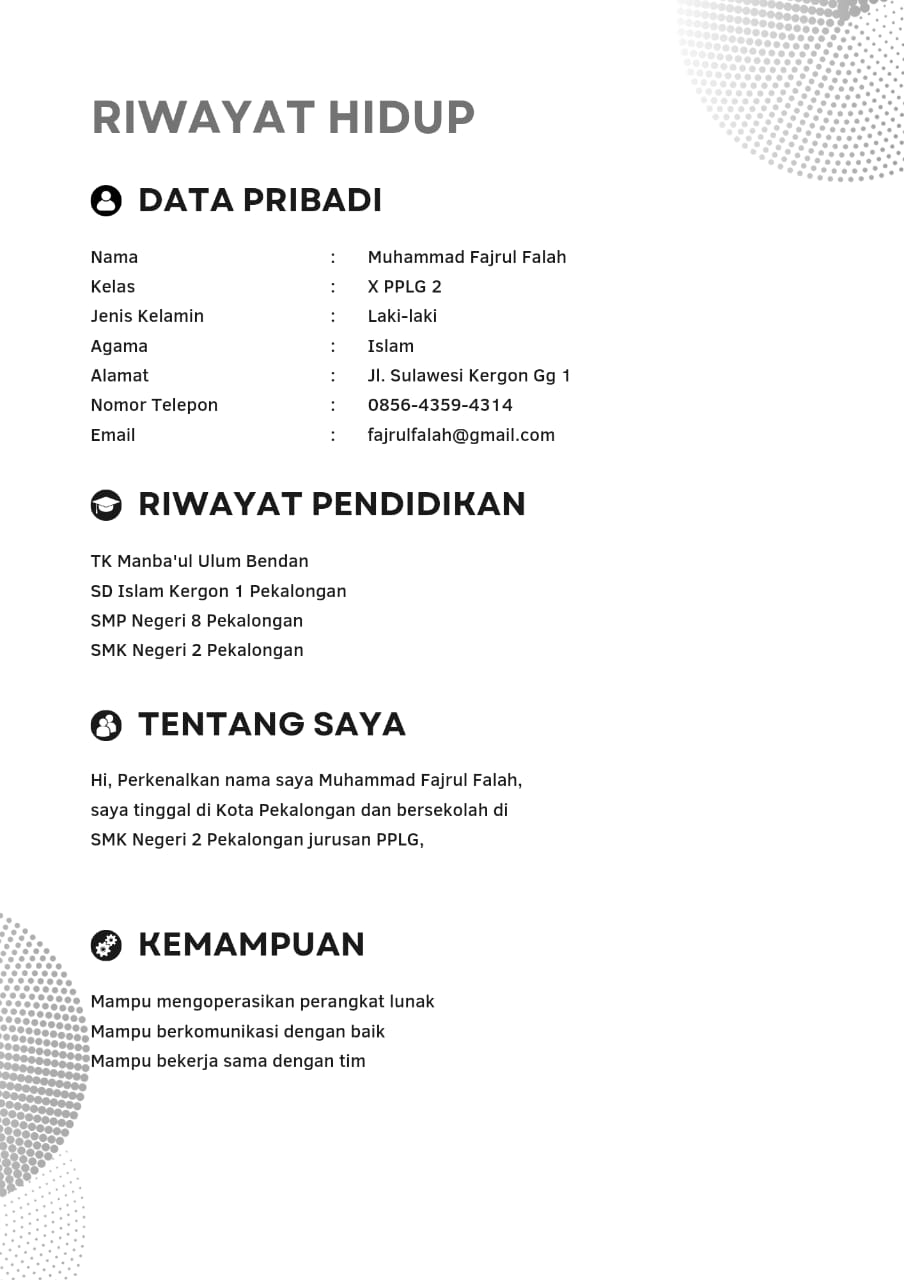 RIWAYAT HIDUP
DATA PRIBADI
Nama : Muhammad Fajrul Falah
Kelas : X PPLG 2
Jenis Kelamin : Laki-laki
Agama : Islam
Alamat : Jl. Sulawesi Kergon Gg 1
Nomor Telepon : 0856-4359-4314
Email : fajrulfalah@gmail.com
RIWAYAT PENDIDIKAN
TK Manba'ul Ulum Bendan
SD Islam Kergon 1 Pekalongan
SMP Negeri 8 Pekalongan
SMK Negeri 2 Pekalongan
TENTANG SAYA
Hi, Perkenalkan nama saya Muhammad Fajrul Falah,
saya tinggal di Kota Pekalongan dan bersekolah di
SMK Negeri 2 Pekalongan jurusan PPLG,
KEMAMPUAN
Mampu mengoperasikan perangkat lunak
Mampu berkomunikasi dengan baik
Mampu bekerja sama dengan tim